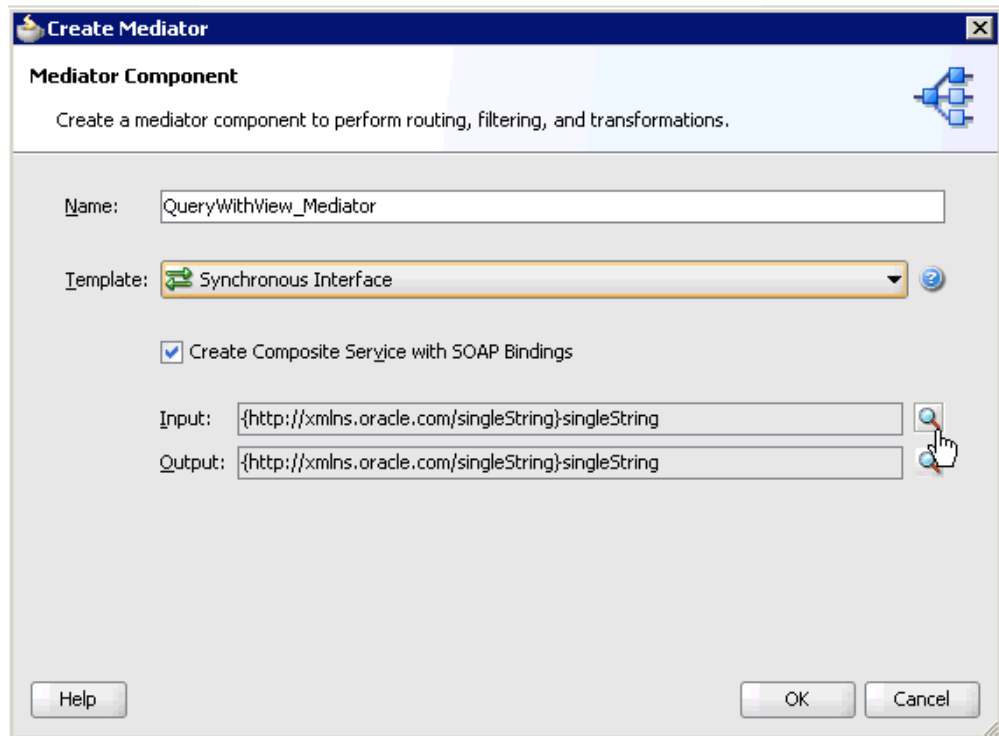 Create Mediator
Mediator Component
Create a mediator component to perform routing, filtering, and transformations.
Name: QueryWithView_Mediator
Template: Synchronous Interface
Create Composite Service with SOAP Bindings
Input: {http://xmlns.oracle.com/singleString}singleString
Output: {http://xmlns.oracle.com/singleString}singleString
Help OK Cancel